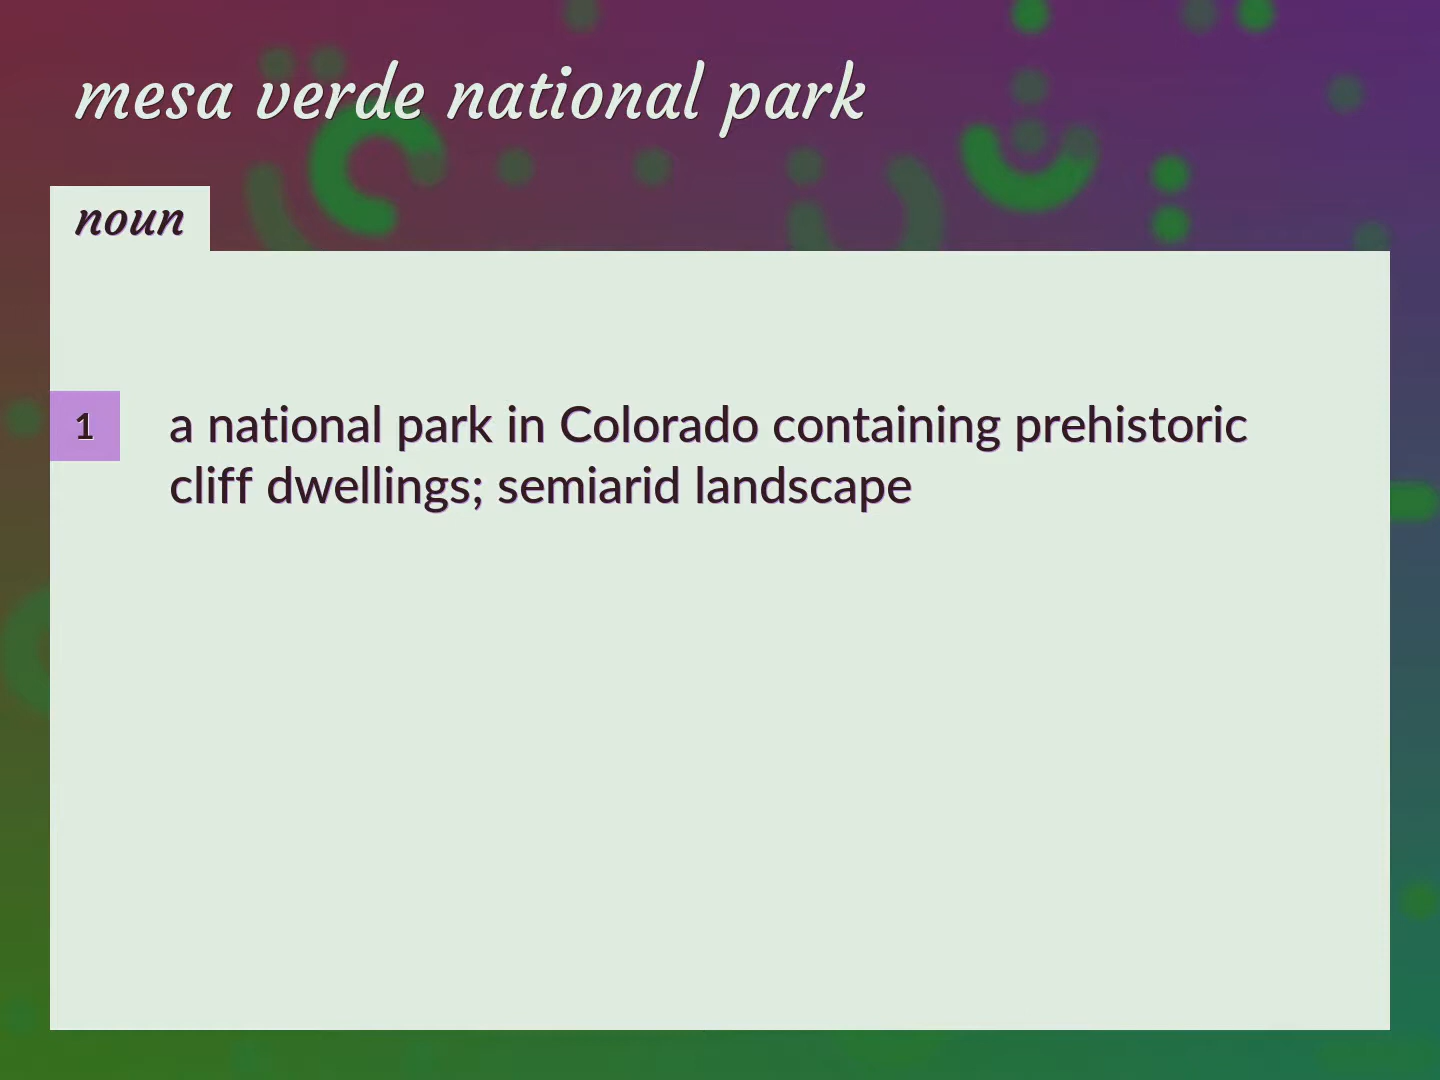 mesa verde national park
noun
1
a national park in Colorado containing prehistoric
cliff dwellings; semiarid landscape